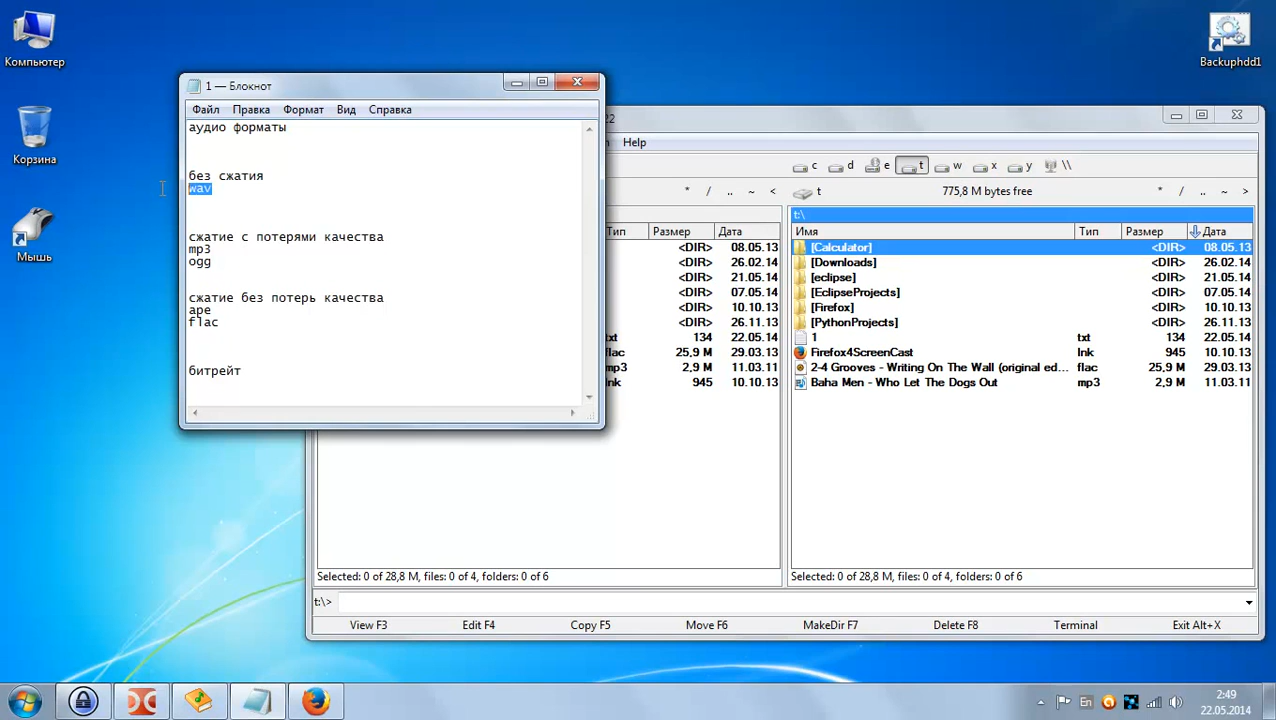 Компьютер
Корзина
Мышь
Backuphdd1
1 — Блокнот
Файл Правка Формат Вид Справка
аудио форматы
без сжатия
wav
сжатие с потерями качества
mp3
ogg
сжатие без потерь качества
ape
flac
битрейт
22
Help
c d e t w x y \\
* / .. ~ <
t 775,8 M bytes free * / .. ~ >
t:\
Тип Размер Дата
<DIR> 08.05.13
<DIR> 26.02.14
<DIR> 21.05.14
<DIR> 07.05.14
<DIR> 10.10.13
<DIR> 26.11.13
txt 134 22.05.14
flac 25,9 M 29.03.13
mp3 2,9 M 11.03.11
lnk 945 10.10.13
Имя Тип Размер Дата
[Calculator] <DIR> 08.05.13
[Downloads] <DIR> 26.02.14
[eclipse] <DIR> 21.05.14
[EclipseProjects] <DIR> 07.05.14
[Firefox] <DIR> 10.10.13
[PythonProjects] <DIR> 26.11.13
1 txt 134 22.05.14
Firefox4ScreenCast lnk 945 10.10.13
2-4 Grooves - Writing On The Wall (original ed... flac 25,9 M 29.03.13
Baha Men - Who Let The Dogs Out mp3 2,9 M 11.03.11
Selected: 0 of 28,8 M, files: 0 of 4, folders: 0 of 6
Selected: 0 of 28,8 M, files: 0 of 4, folders: 0 of 6
t:\>
View F3 Edit F4 Copy F5 Move F6 MakeDir F7 Delete F8 Terminal Exit Alt+X
En
2:49
22.05.2014